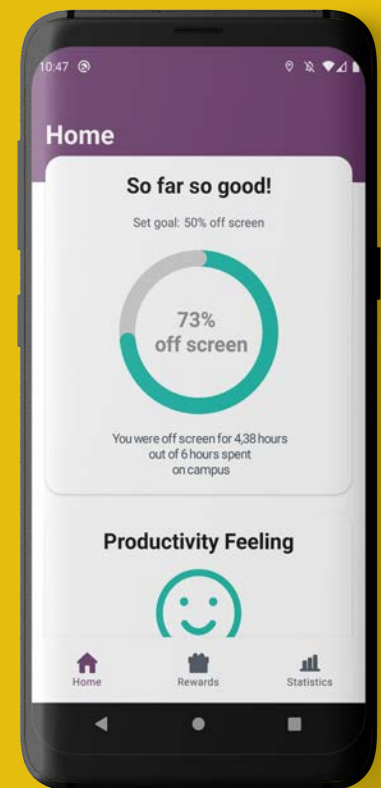 10:47
Home
So far so good!
Set goal: 50% off screen
73%
off screen
You were off screen for 4,38 hours
out of 6 hours spent
on campus
Productivity Feeling
Home
Rewards
Statistics